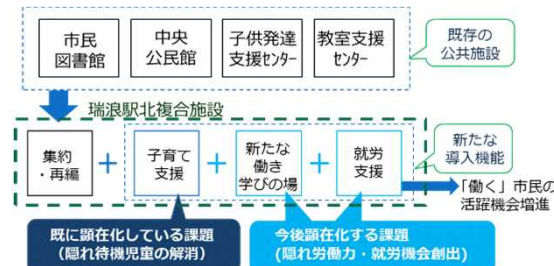 市民
図書館
中央
公民館
子供発達
支援センター
教室支援
センター
既存の
公共施設
瑞浪駅北複合施設
集約
・再編
+
子育て
支援
+
新たな
働き
学びの場
+
就労
支援
新たな
導入機能
「働く」市民の
活躍機会増進
既に顕在化している課題
(隠れ待機児童の解消)
今後顕在化する課題
(隠れ労働力・就労機会創出)